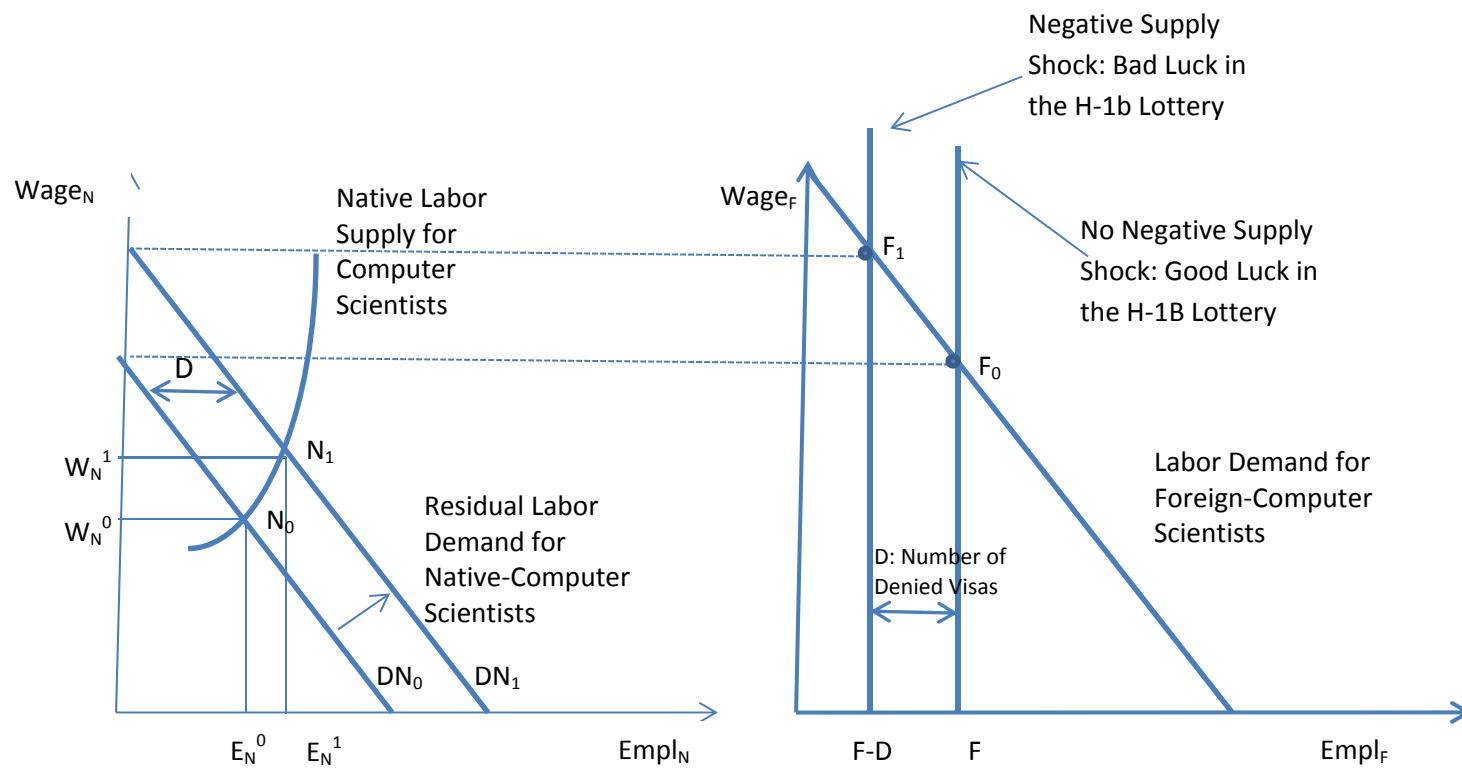 Negative Supply
Shock: Bad Luck in
the H-1b Lottery
Wage_N
Native Labor
Supply for
Computer
Scientists
Wage_F
No Negative Supply
Shock: Good Luck in
the H-1B Lottery
F_1
F_0
D
N_1
W_N^1
N_0
W_N^0
Residual Labor
Demand for
Native-Computer
Scientists
Labor Demand for
Foreign-Computer
Scientists
D: Number of
Denied Visas
DN_0
DN_1
E_N^0
E_N^1
Empl_N
F-D
F
Empl_F